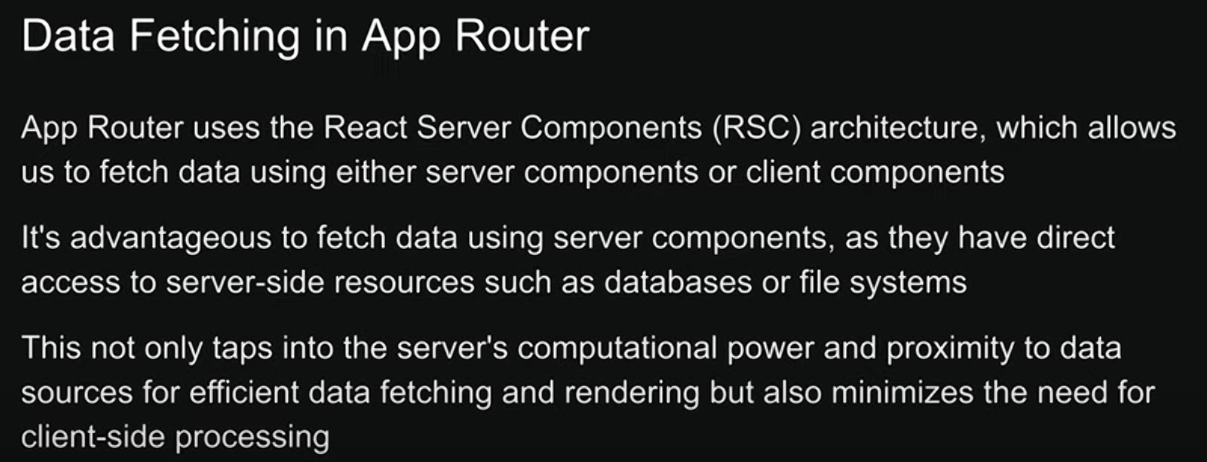 Data Fetching in App Router
App Router uses the React Server Components (RSC) architecture, which allows
us to fetch data using either server components or client components
It's advantageous to fetch data using server components, as they have direct
access to server-side resources such as databases or file systems
This not only taps into the server's computational power and proximity to data
sources for efficient data fetching and rendering but also minimizes the need for
client-side processing